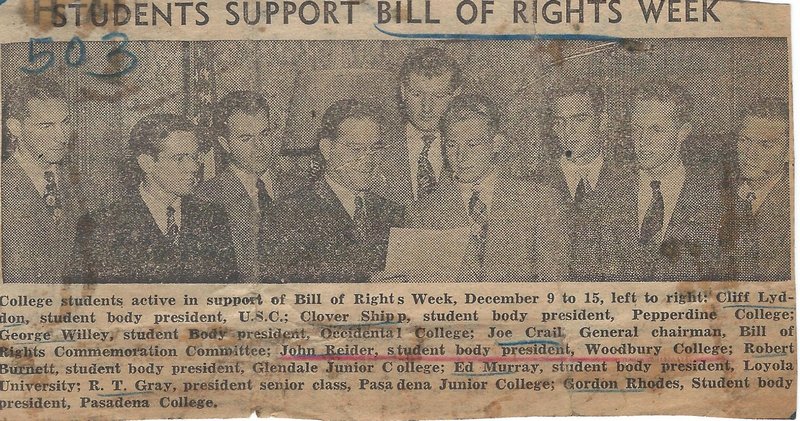 STUDENTS SUPPORT BILL OF RIGHTS WEEK
503
College students active in support of Bill of Rights Week, December 9 to 15, left to right: Cliff Lyd-
don, student body president, U.S.C.; Clover Shipp, student body president, Pepperdine College;
George Willey, student Body president, Occidental College; Joe Crail, General chairman, Bill of
Rights Commemoration Committee; John Reider, student body president, Woodbury College; Robert
Burnett, student body president, Glendale Junior College; Ed Murray, student body president, Loyola
University; R. T. Gray, president senior class, Pasadena Junior College; Gordon Rhodes, Student body
president, Pasadena College.